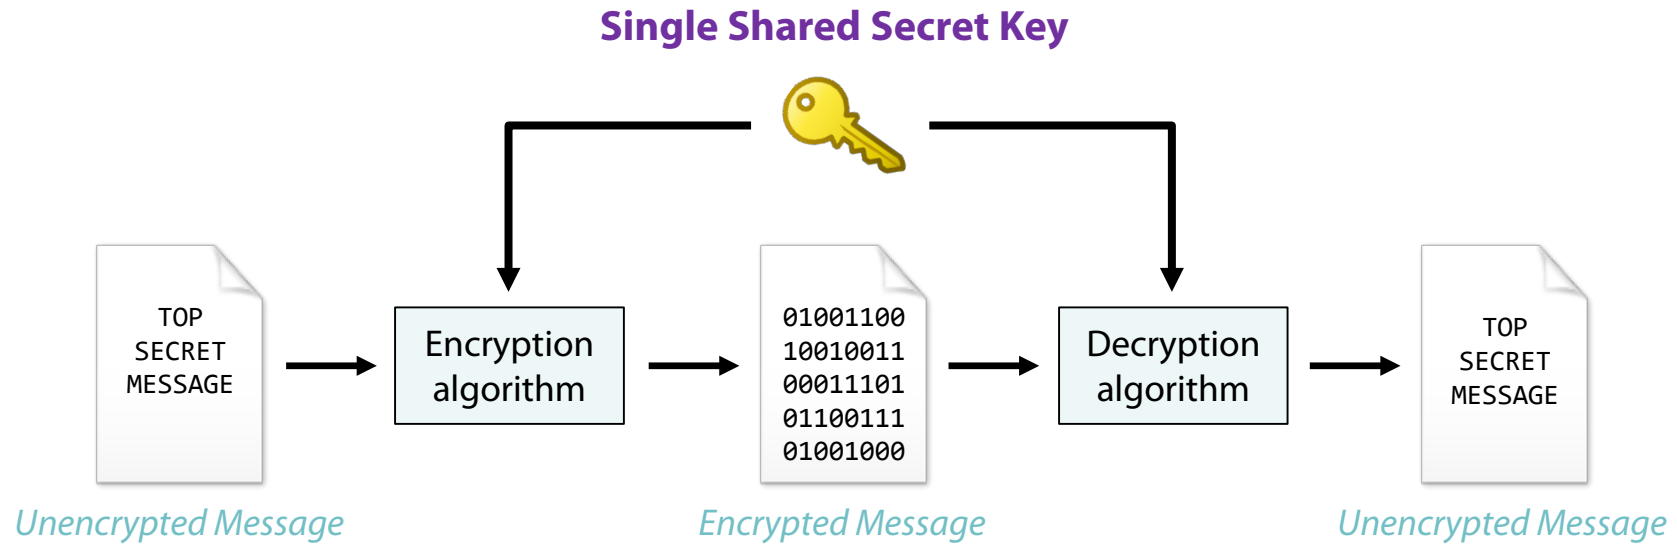 Single Shared Secret Key
TOP
SECRET
MESSAGE
Encryption
algorithm
01001100
10010011
00011101
01100111
01001000
Decryption
algorithm
TOP
SECRET
MESSAGE
Unencrypted Message
Encrypted Message
Unencrypted Message